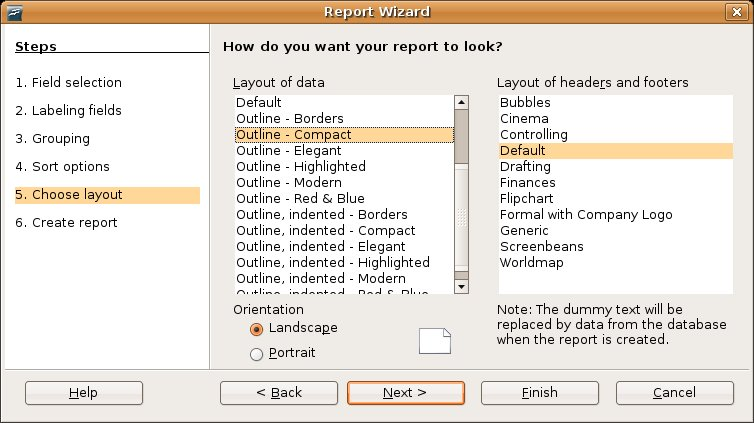 Report Wizard
Steps
1. Field selection
2. Labeling fields
3. Grouping
4. Sort options
5. Choose layout
6. Create report
How do you want your report to look?
Layout of data
Default
Outline - Borders
Outline - Compact
Outline - Elegant
Outline - Highlighted
Outline - Modern
Outline - Red & Blue
Outline, indented - Borders
Outline, indented - Compact
Outline, indented - Elegant
Outline, indented - Highlighted
Outline, indented - Modern
Outline, indented - Red & Blue
Layout of headers and footers
Bubbles
Cinema
Controlling
Default
Drafting
Finances
Flipchart
Formal with Company Logo
Generic
Screenbeans
Worldmap
Orientation
Landscape
Portrait
Note: The dummy text will be
replaced by data from the database
when the report is created.
Help
< Back
Next >
Finish
Cancel